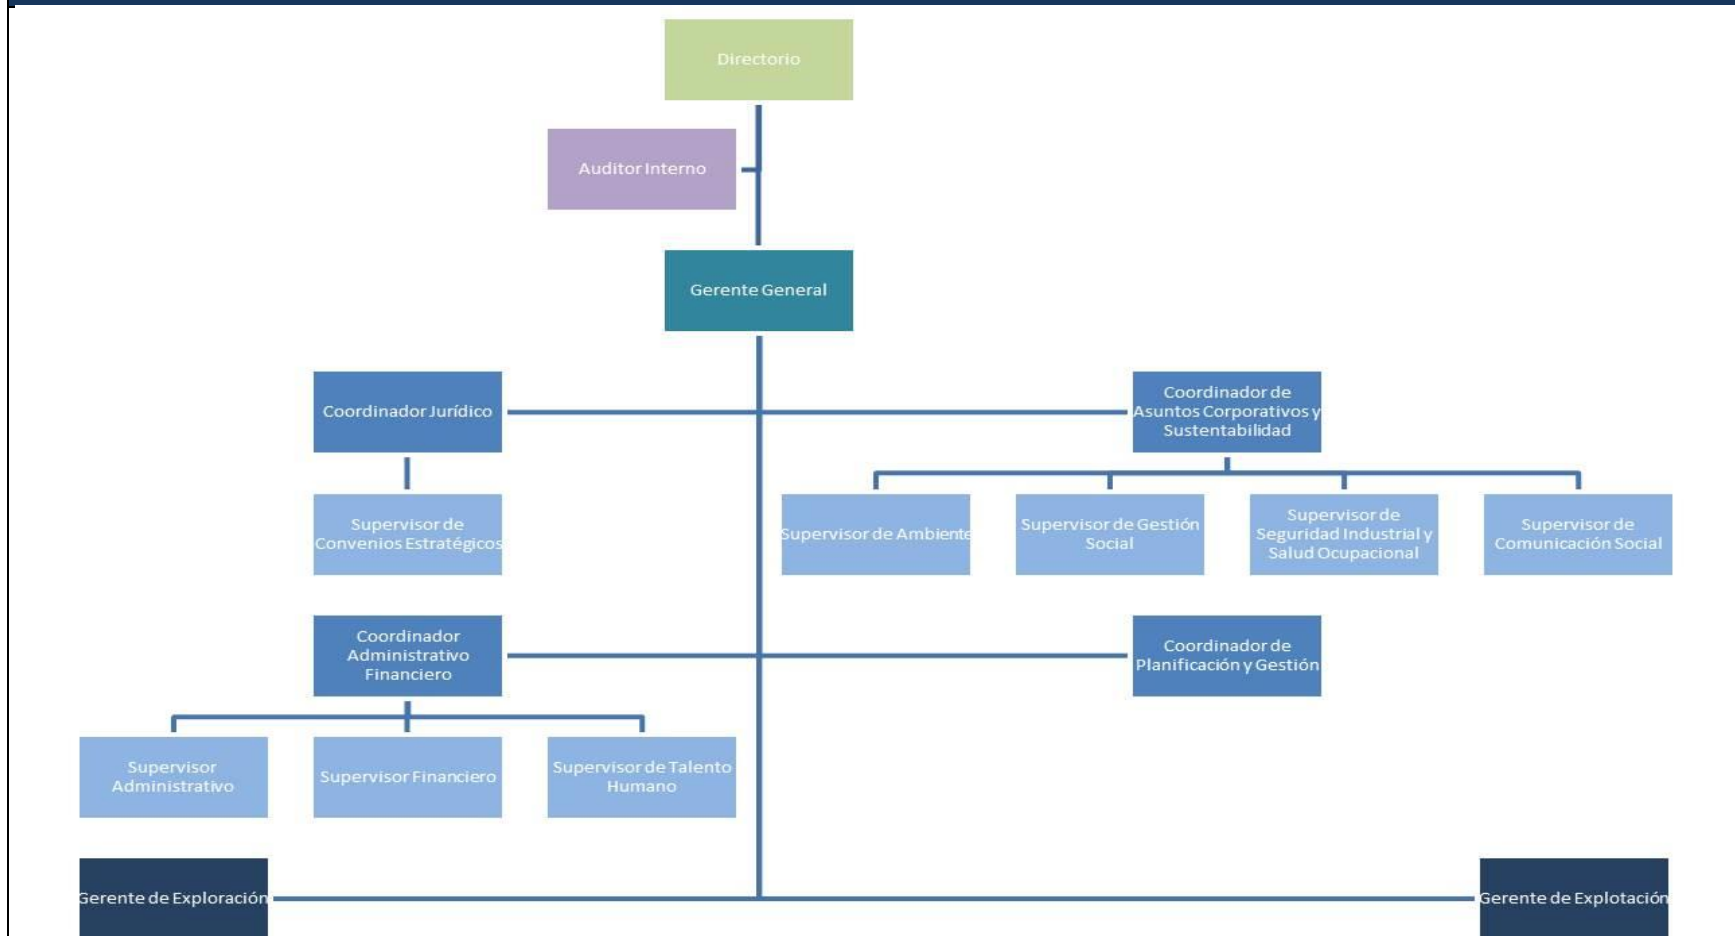 Directorio
Auditor Interno
Gerente General
Coordinador Jurídico
Coordinador de
Asuntos Corporativos y
Sustentabilidad
Supervisor de
Convenios Estratégicos
Supervisor de Ambiente
Supervisor de Gestión
Social
Supervisor de
Seguridad Industrial y
Salud Ocupacional
Supervisor de
Comunicación Social
Coordinador
Administrativo
Financiero
Coordinador de
Planificación y Gestión
Supervisor
Administrativo
Supervisor Financiero
Supervisor de Talento
Humano
Gerente de Exploración
Gerente de Explotación